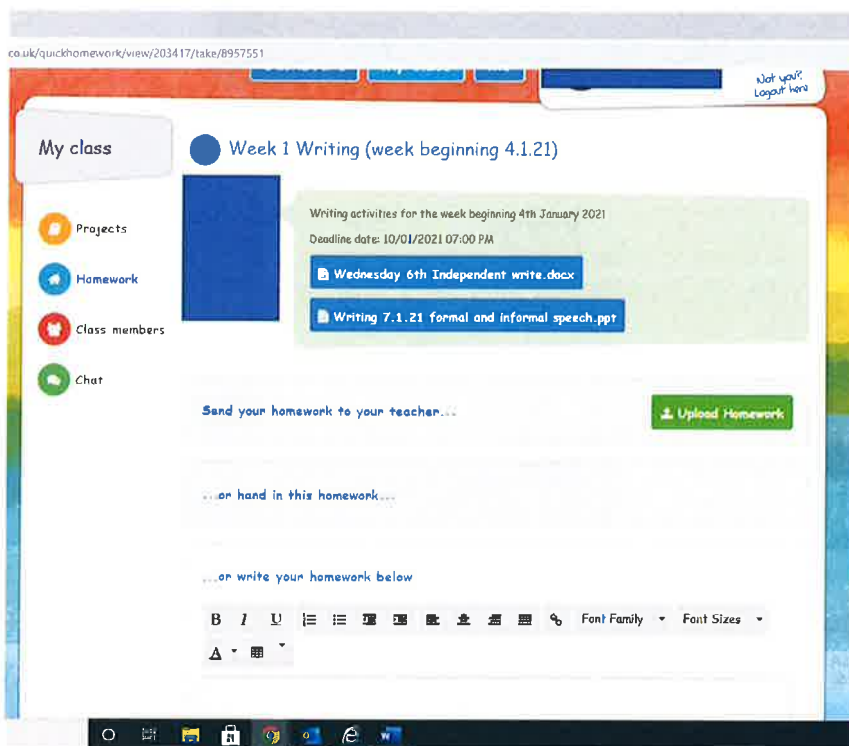 co.uk/quickhomework/view/203417/take/8957551
Not you?
Logout here
My class
Week 1 Writing (week beginning 4.1.21)
Projects
Homework
Class members
Chat
Writing activities for the week beginning 4th January 2021
Deadline date: 10/01/2021 07:00 PM
Wednesday 6th Independent write.docx
Writing 7.1.21 formal and informal speech.ppt
Send your homework to your teacher...
Upload Homework
...or hand in this homework...
...or write your homework below
B I U Font Family Font Sizes
A